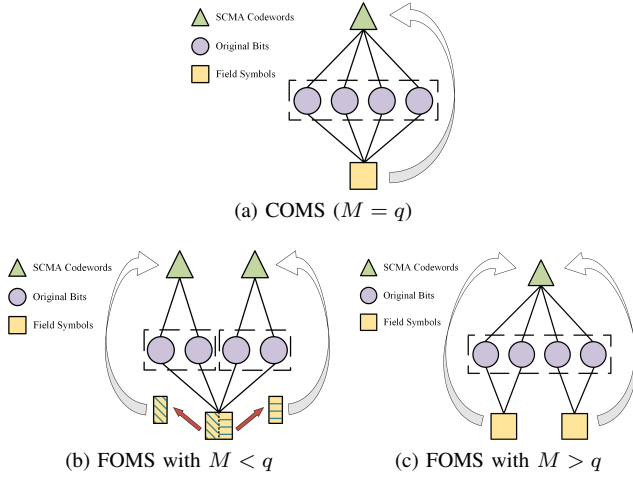 SCMA Codewords
Original Bits
Field Symbols
(a) COMS (M = q)
SCMA Codewords
Original Bits
Field Symbols
(b) FOMS with M < q
SCMA Codewords
Original Bits
Field Symbols
(c) FOMS with M > q